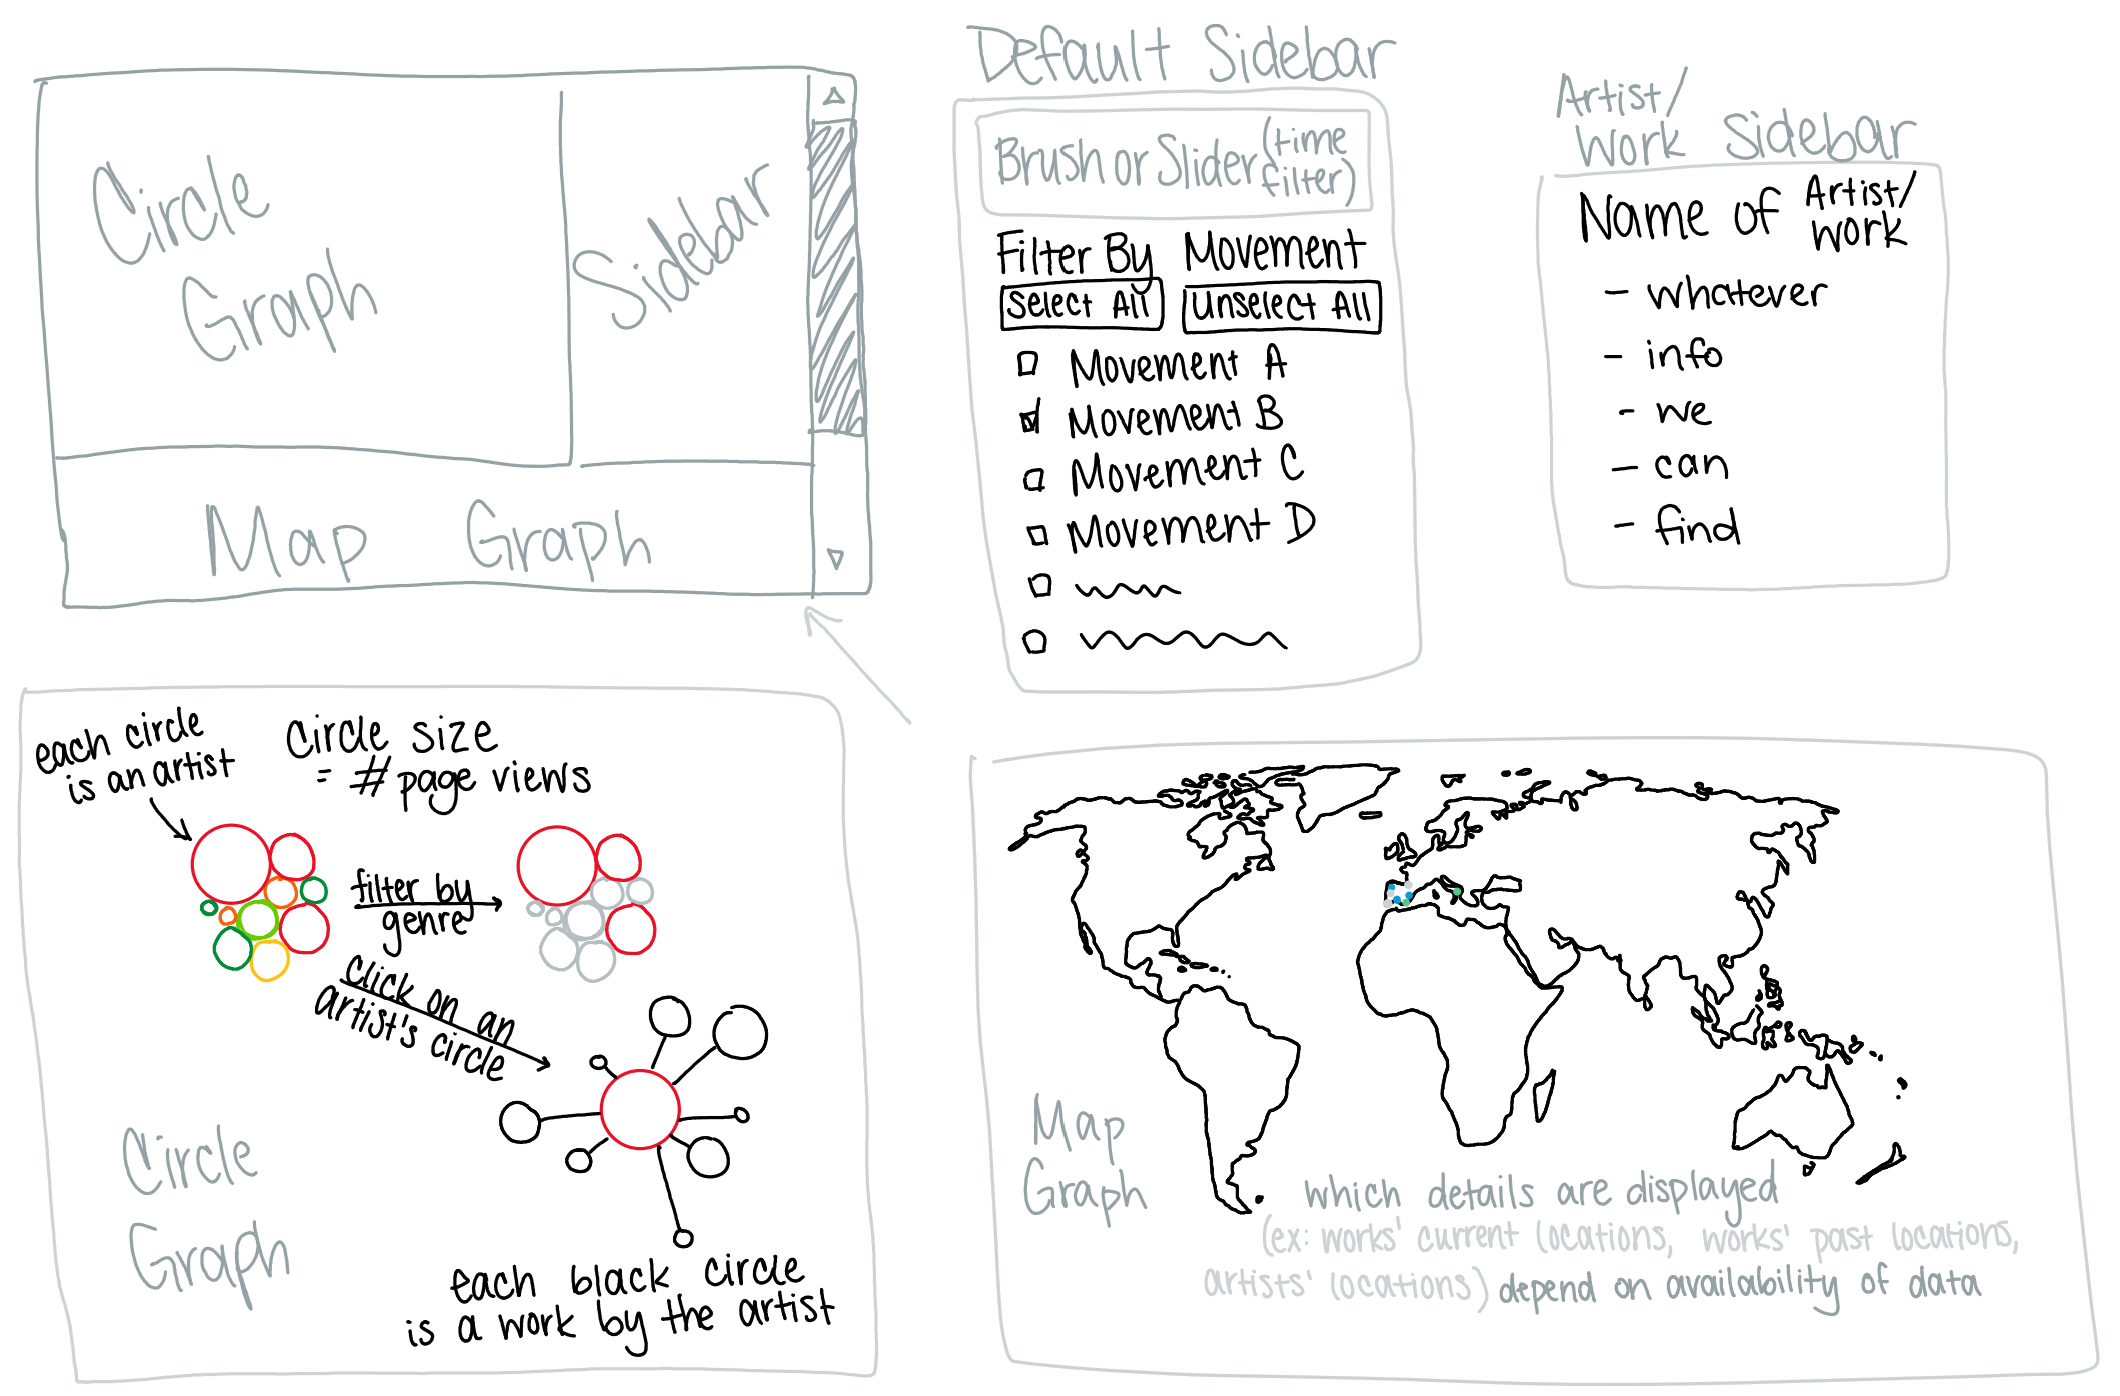 Circle
Graph
Sidebar
Map Graph
Default Sidebar
Brush or Slider (time
filter)
Filter By Movement
Select All Unselect All
Movement A
Movement B
Movement C
Movement D
Artist/
Work Sidebar
Name of Artist/
work
- whatever
- info
- we
- can
- find
each circle
is an artist
Circle size
= # page views
filter by
genre
click on an
artist's circle
Circle
Graph
each black circle
is a work by the artist
Map
Graph
which details are displayed
(ex: works' current locations, works' past locations,
artists' locations) depend on availability of data